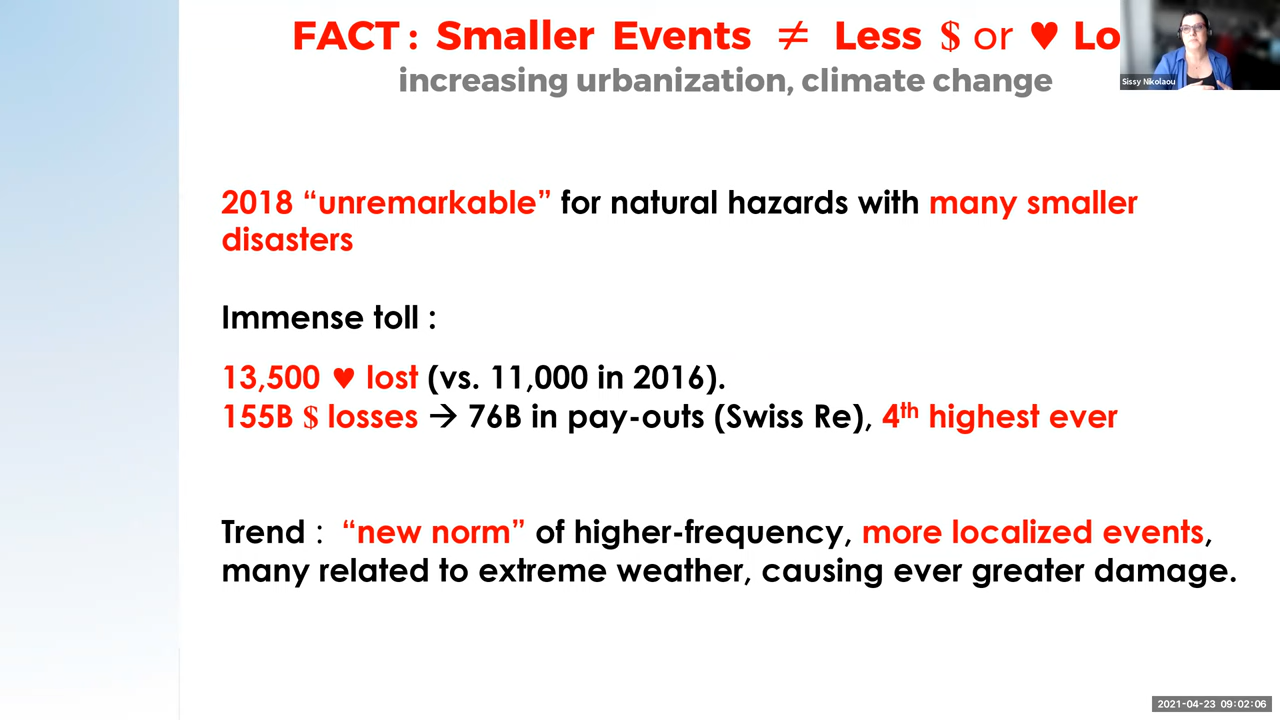 FACT : Smaller Events ≠ Less $ or ♥ Lo
increasing urbanization, climate change
Sissy Nikolaou
2018 “unremarkable” for natural hazards with many smaller
disasters
Immense toll :
13,500 ♥ lost (vs. 11,000 in 2016).
155B $ losses → 76B in pay-outs (Swiss Re), 4th highest ever
Trend : “new norm” of higher-frequency, more localized events,
many related to extreme weather, causing ever greater damage.
2021-04-23 09:02:06